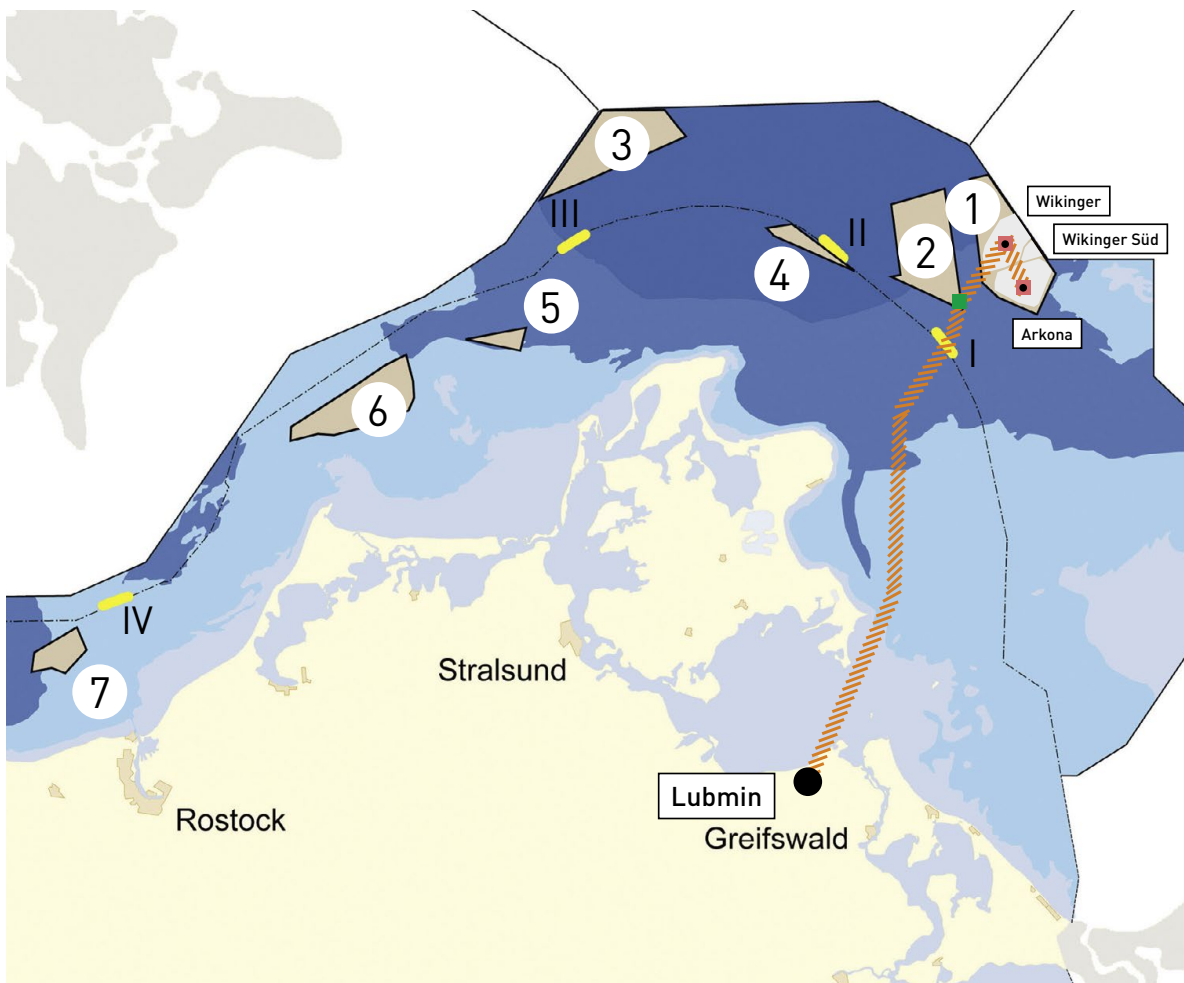 3
1
Wikinger
III
II
2
Wikinger Süd
4
5
Arkona
I
6
IV
Stralsund
7
Lubmin
Rostock
Greifswald